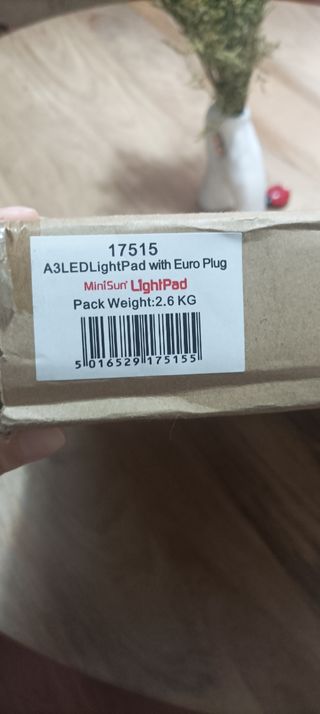 17515
A3LEDLightPad with Euro Plug
MiniSun® LightPad
Pack Weight:2.6 KG
5 016529 175155